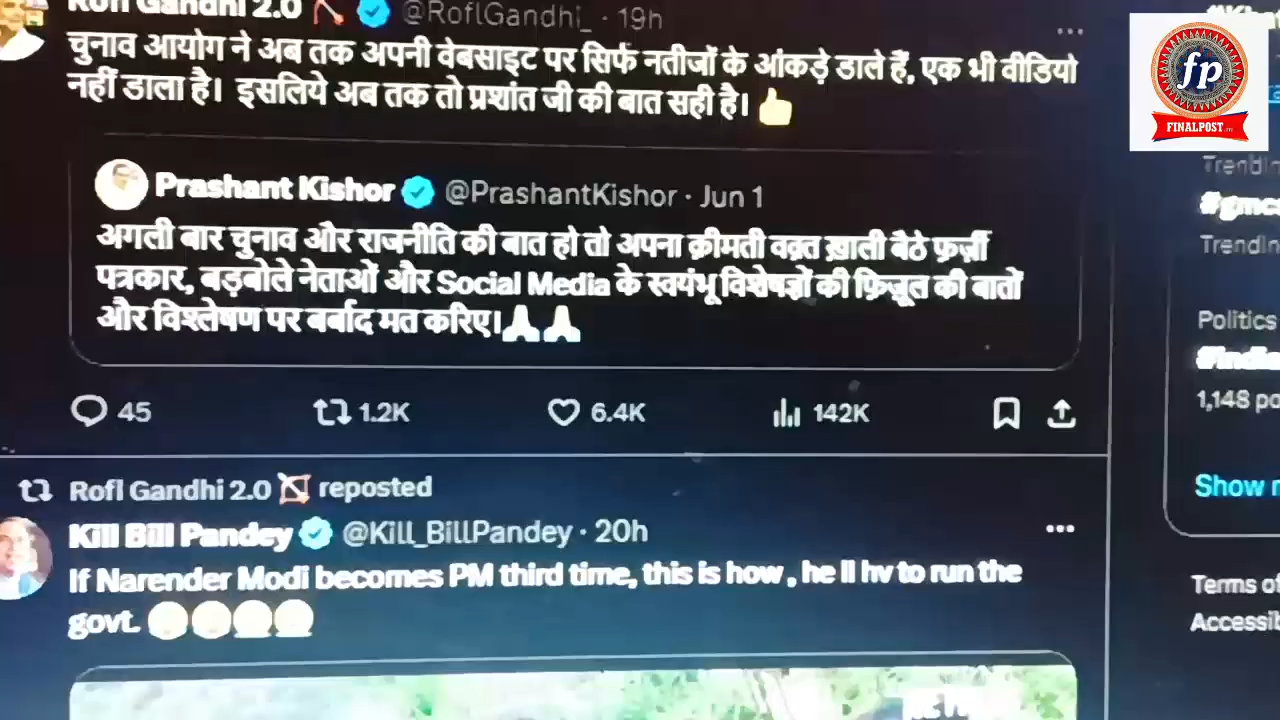 Rofl Gandhi 2.0 @RoflGandhi_ · 19h
चुनाव आयोग ने अब तक अपनी वेबसाइट पर सिर्फ नतीजों के आंकड़े डाले हैं, एक भी वीडियो
नहीं डाला है। इसलिये अब तक तो प्रशांत जी की बात सही है। 👍
Prashant Kishor @PrashantKishor · Jun 1
अगली बार चुनाव और राजनीति की बात हो तो अपना क़ीमती वक़्त ख़ाली बैठे फ़र्ज़ी
पत्रकार, बड़बोले नेताओं और Social Media के स्वयंभू विशेषज्ञों की फ़िज़ूल की बातों
और विश्लेषण पर बर्बाद मत करिए।🙏🙏
45 1.2K 6.4K 142K
Rofl Gandhi 2.0 reposted
Kill Bill Pandey @Kill_BillPandey · 20h
If Narender Modi becomes PM third time, this is how , he ll hv to run the
govt.
fp
FINALPOST
Trendin
#gmcs
Trendin
Politics
#India
1,148 po
Show
Terms of
Accessib